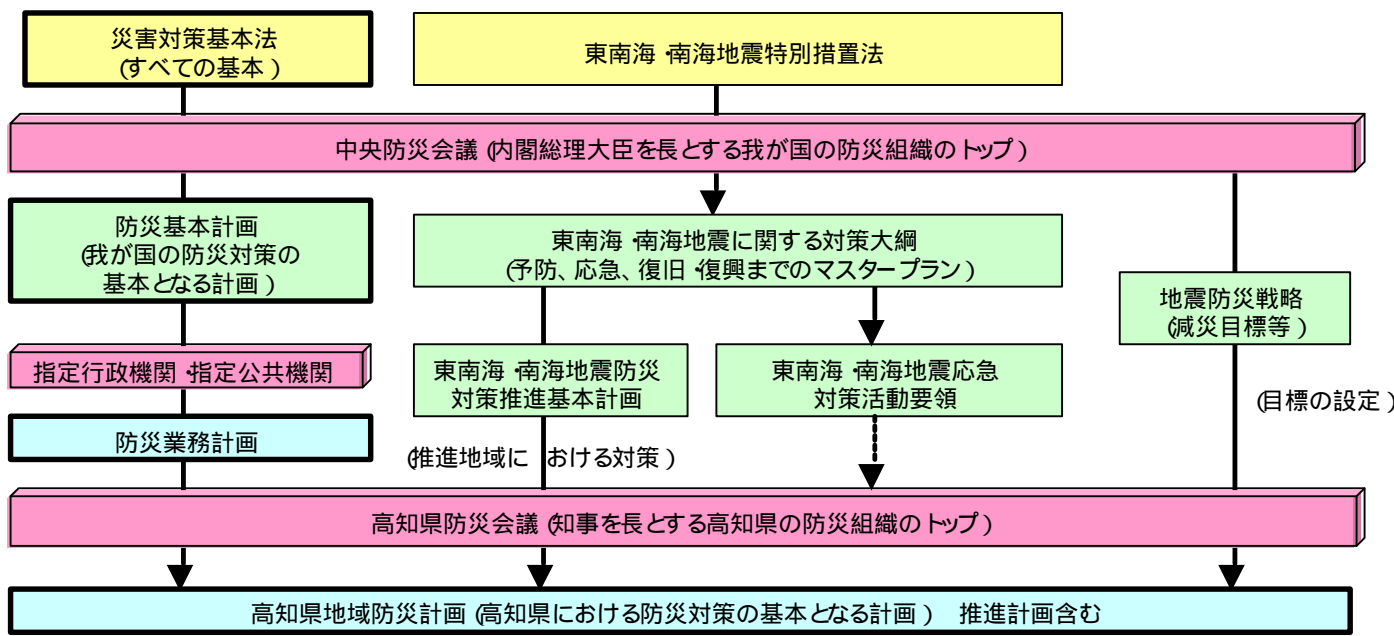 災害対策基本法
(すべての基本)
東南海・南海地震特別措置法
中央防災会議(内閣総理大臣を長とする我が国の防災組織のトップ)
防災基本計画
(我が国の防災対策の
基本となる計画)
東南海・南海地震に関する対策大綱
(予防、応急、復旧・復興までのマスタープラン)
地震防災戦略
(減災目標等)
指定行政機関・指定公共機関
東南海・南海地震防災
対策推進基本計画
東南海・南海地震応急
対策活動要領
(目標の設定)
防災業務計画
(推進地域に おける対策)
高知県防災会議(知事を長とする高知県の防災組織のトップ)
高知県地域防災計画(高知県における防災対策の基本となる計画) 推進計画含む